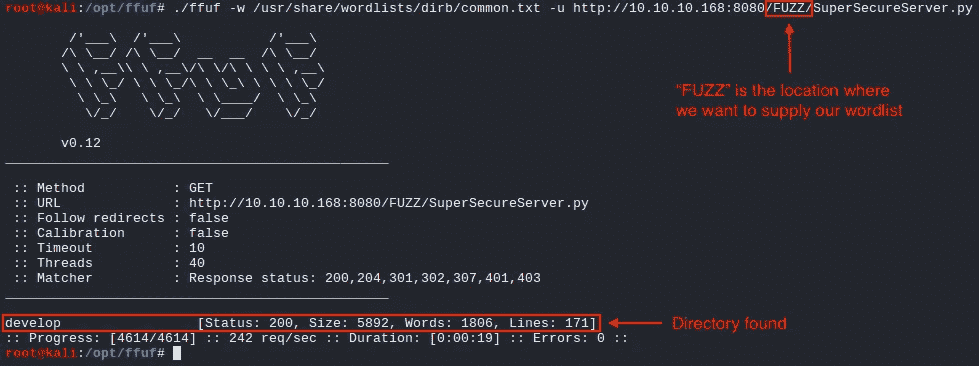 root@kali:/opt/ffuf# ./ffuf -w /usr/share/wordlists/dirb/common.txt -u http://10.10.10.168:8080/FUZZ/SuperSecureServer.py
“FUZZ” is the location where
we want to supply our wordlist
v0.12
:: Method : GET
:: URL : http://10.10.10.168:8080/FUZZ/SuperSecureServer.py
:: Follow redirects : false
:: Calibration : false
:: Timeout : 10
:: Threads : 40
:: Matcher : Response status: 200,204,301,302,307,401,403
develop [Status: 200, Size: 5892, Words: 1806, Lines: 171]
Directory found
:: Progress: [4614/4614] :: 242 req/sec :: Duration: [0:00:19] :: Errors: 0 ::
root@kali:/opt/ffuf#